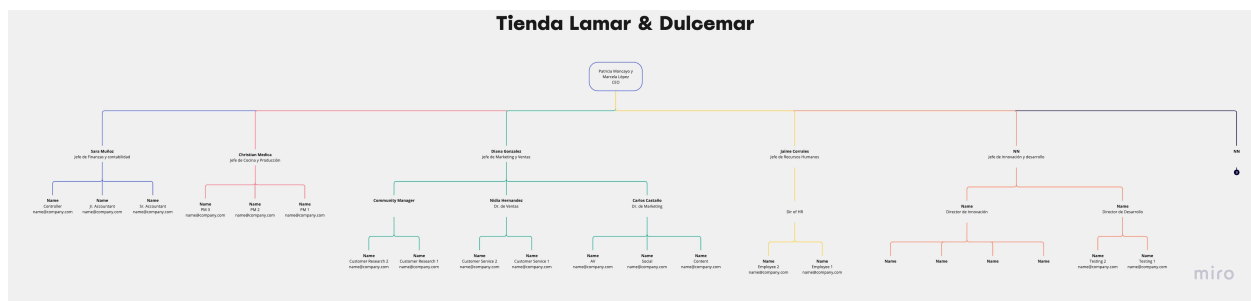 Tienda Lamar & Dulcemar
Patricia Moncayo y
Marcela López
CEO
Sara Muñoz
Jefe de Finanzas y contabilidad
Christian Medica
Jefe de Cocina y Producción
Diana Gonzalez
Jefe de Marketing y Ventas
Jaime Corrales
Jefe de Recursos Humanos
NN
Jefe de Innovación y desarrollo
NN
Name
Controller
name@company.com
Name
Jr. Accountant
name@company.com
Name
Sr. Accountant
name@company.com
Name
PM 3
name@company.com
Name
PM 2
name@company.com
Name
PM 1
name@company.com
Community Manager
Nidia Hernandez
Dr. de Ventas
Carlos Castaño
Dr. de Marketing
Dir of HR
Name
Director de Innovación
Name
Director de Desarrollo
Name
Customer Research 2
name@company.com
Name
Customer Research 1
name@company.com
Name
Customer Service 2
name@company.com
Name
Customer Service 1
name@company.com
Name
name@company.com
Name
Social
name@company.com
Name
Content
name@company.com
Name
Employee 2
name@company.com
Name
Employee 1
name@company.com
Name
Name
Name
Name
Name
Testing 2
name@company.com
Name
Testing 1
name@company.com
miro